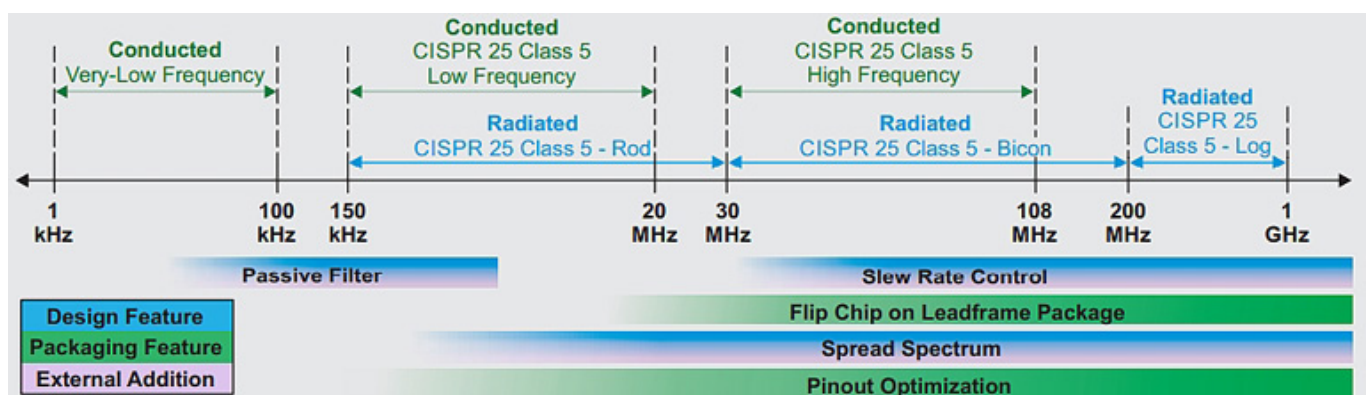 Conducted
Very-Low Frequency
Conducted
CISPR 25 Class 5
Low Frequency
Conducted
CISPR 25 Class 5
High Frequency
Radiated
CISPR 25 Class 5 - Rod
Radiated
CISPR 25 Class 5 - Bicon
Radiated
CISPR 25
Class 5 - Log
1 kHz
100 kHz
150 kHz
20 MHz
30 MHz
108 MHz
200 MHz
1 GHz
Passive Filter
Slew Rate Control
Flip Chip on Leadframe Package
Spread Spectrum
Pinout Optimization
Design Feature
Packaging Feature
External Addition